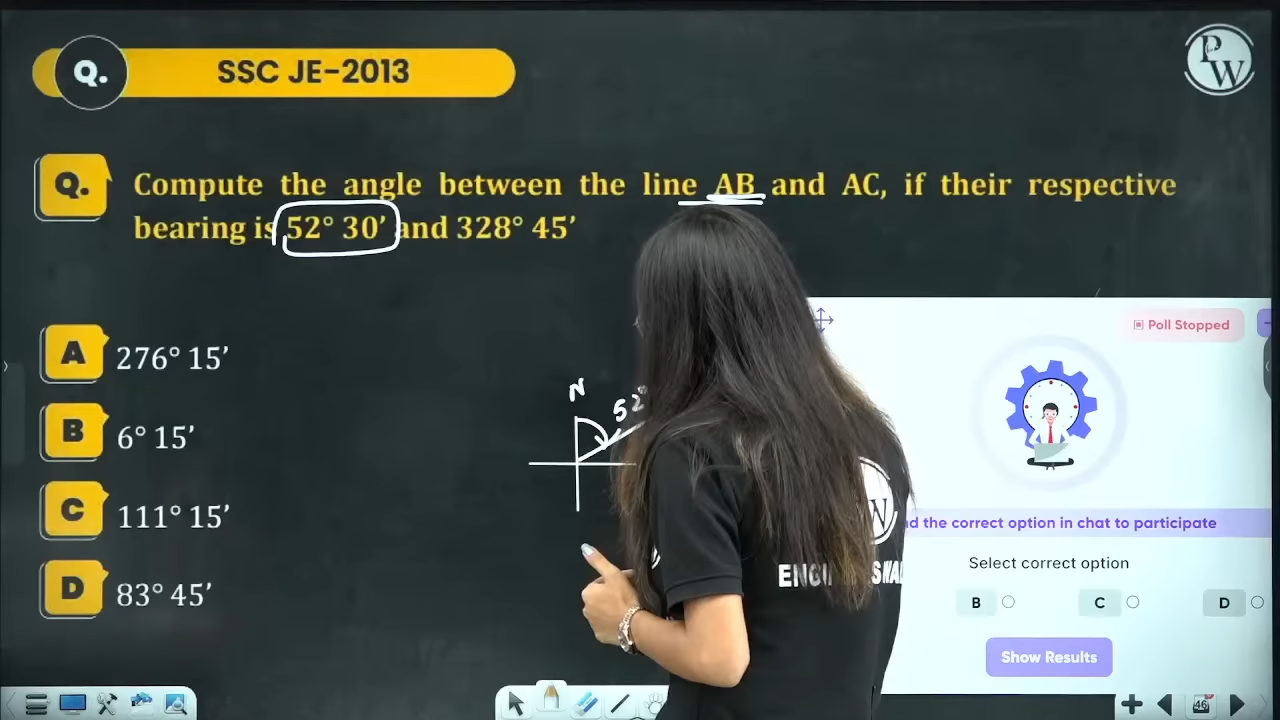 Q.
SSC JE-2013
PW
Q.
Compute the angle between the line AB and AC, if their respective
bearing is 52° 30′ and 328° 45′
A
276° 15′
B
6° 15′
C
111° 15′
D
83° 45′
N
52°
Poll Stopped
the correct option in chat to participate
Select correct option
B
C
D
Show Results
W
46